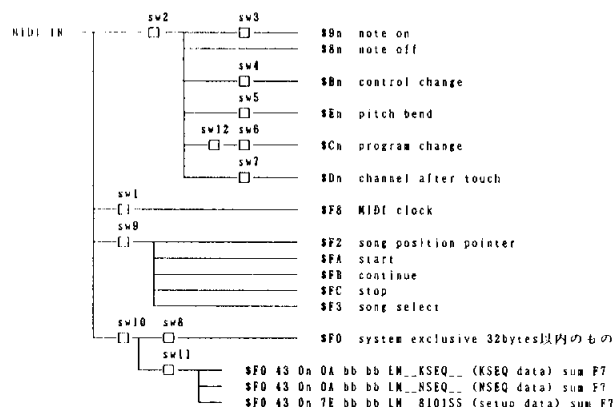 sw2 sw3
MIDI IN $9n note on
$8n note off
sw4
$Bn control change
sw5
$En pitch bend
sw12 sw6
$Cn program change
sw7
$Dn channel after touch
sw1
$F8 MIDI clock
sw9
$F2 song position pointer
$FA start
$FB continue
$FC stop
$F3 song select
sw10 sw8
$F0 system exclusive 32bytes以内のもの
sw11
$F0 43 0n 0A bb bb LM__KSEQ__ (KSEQ data) sum F7
$F0 43 0n 0A bb bb LM__NSEQ__ (NSEQ data) sum F7
$F0 43 0n 7E bb bb LM__8101SS (setup data) sum F7